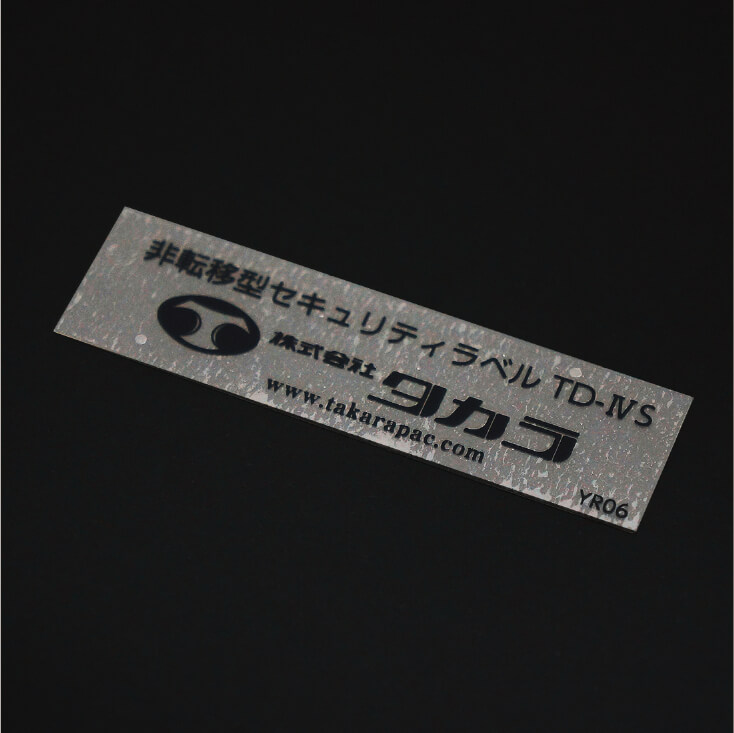 非転移型セキュリティラベル TD-ⅣS
株式会社 タカラ
www.takarapac.com
YR06